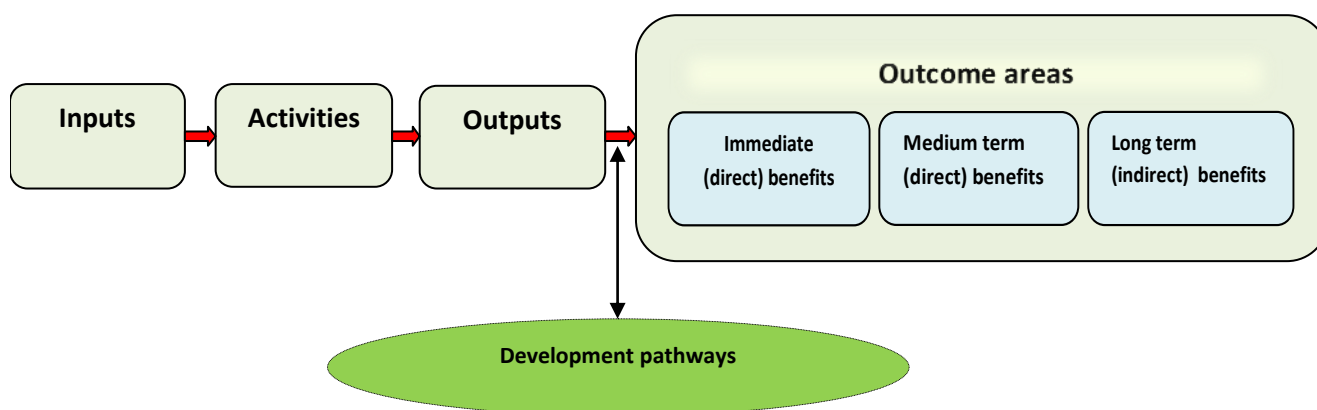 Outcome areas
Inputs
Activities
Outputs
Immediate
(direct) benefits
Medium term
(direct) benefits
Long term
(indirect) benefits
Development pathways